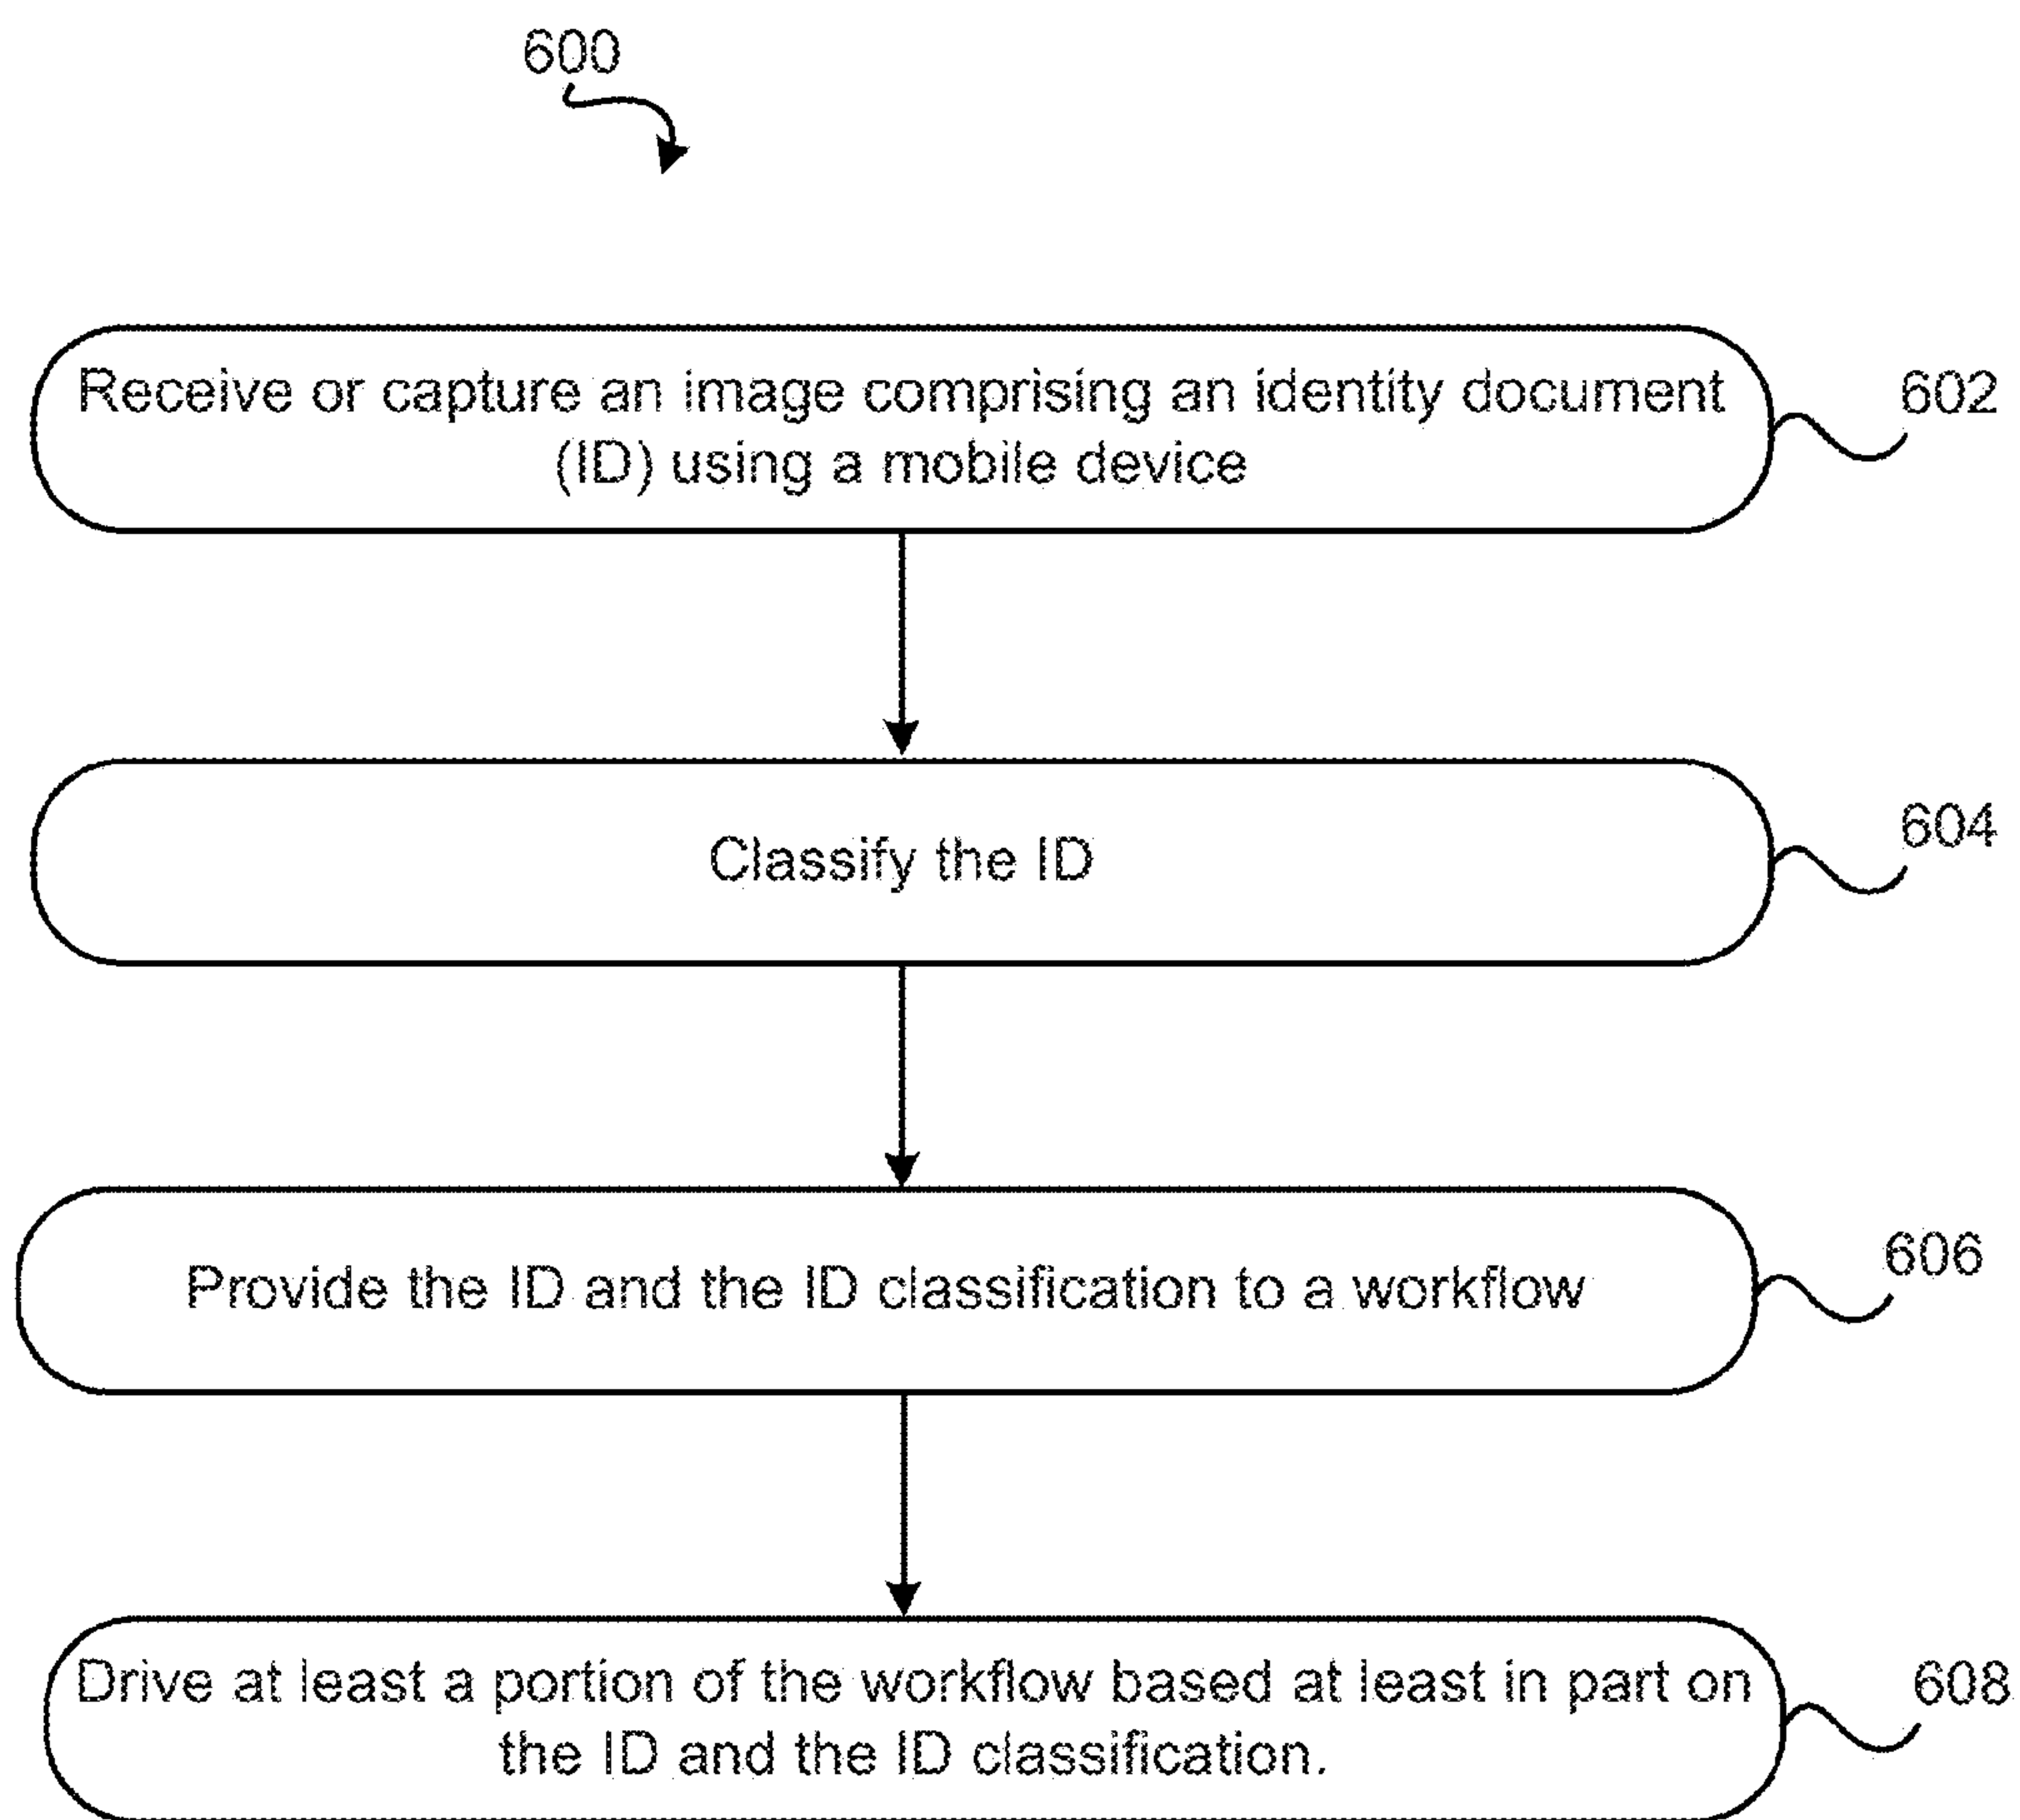 600
Receive or capture an image comprising an identity document
(ID) using a mobile device
602
Classify the ID
604
Provide the ID and the ID classification to a workflow
606
Drive at least a portion of the workflow based at least in part on
the ID and the ID classification.
608